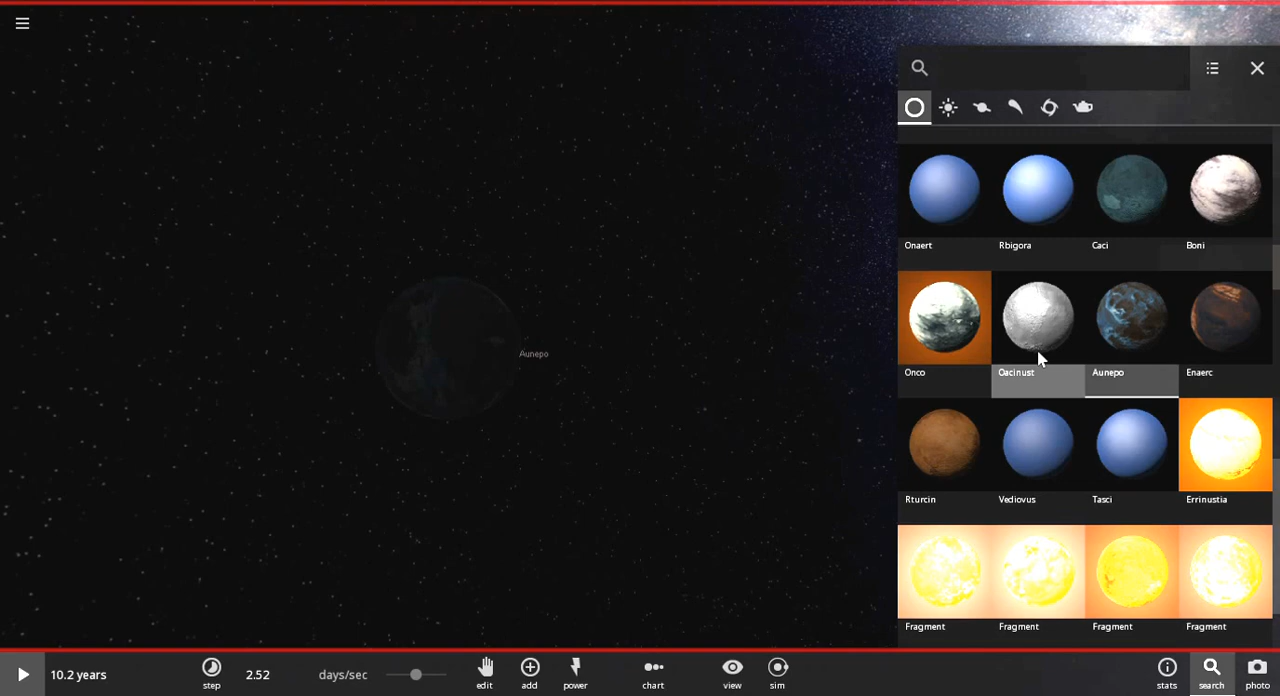 Onaert
Rbigora
Caci
Boni
Aunepo
Onco
Oacinust
Aunepo
Enaerc
Rturcin
Vediovus
Tasci
Errinustia
Fragment
Fragment
Fragment
Fragment
10.2 years
step
2.52
days/sec
edit
add
power
chart
view
sim
stats
search
photo